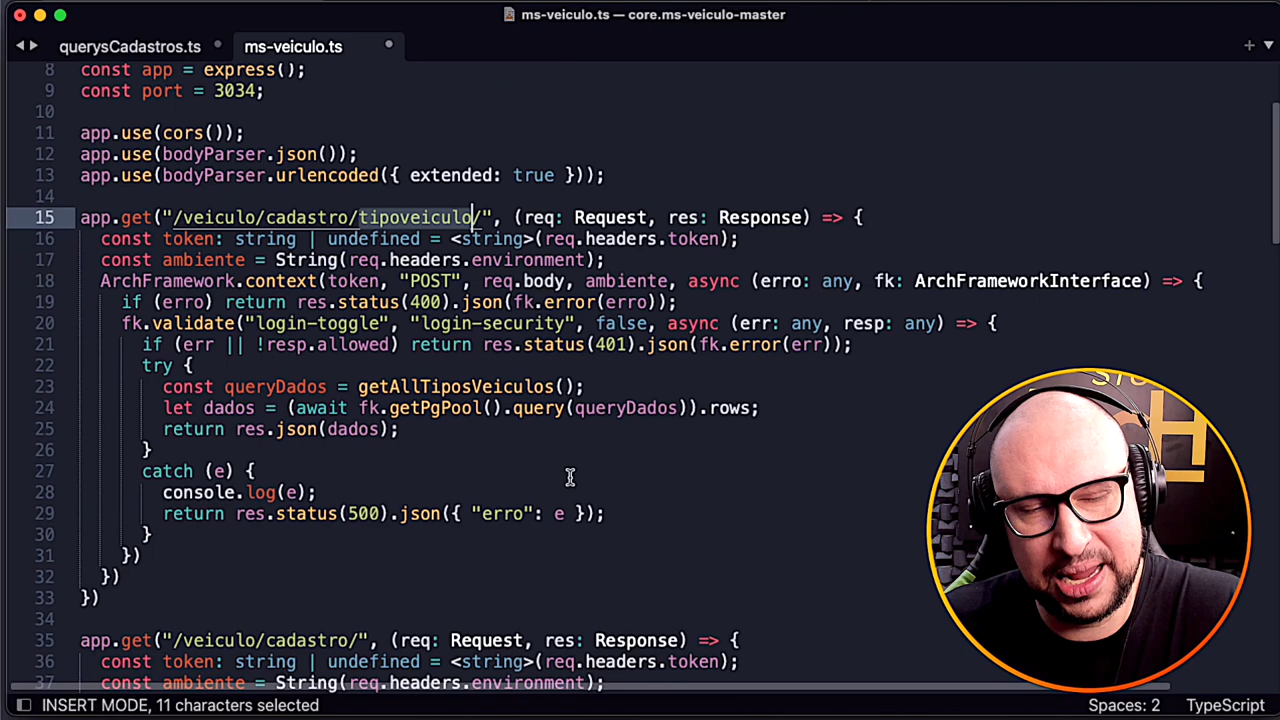 ms-veiculo.ts — core.ms-veiculo-master
querysCadastros.ts
ms-veiculo.ts
8 const app = express();
9 const port = 3034;
10
11 app.use(cors());
12 app.use(bodyParser.json());
13 app.use(bodyParser.urlencoded({ extended: true }));
14
15 app.get("/veiculo/cadastro/tipoveiculo/", (req: Request, res: Response) => {
16 const token: string | undefined = <string>(req.headers.token);
17 const ambiente = String(req.headers.environment);
18 ArchFramework.context(token, "POST", req.body, ambiente, async (erro: any, fk: ArchFrameworkInterface) => {
19 if (erro) return res.status(400).json(fk.error(erro));
20 fk.validate("login-toggle", "login-security", false, async (err: any, resp: any) => {
21 if (err || !resp.allowed) return res.status(401).json(fk.error(err));
22 try {
23 const queryDados = getAllTiposVeiculos();
24 let dados = (await fk.getPgPool().query(queryDados)).rows;
25 return res.json(dados);
26 }
27 catch (e) {
28 console.log(e);
29 return res.status(500).json({ "erro": e });
30 }
31 })
32 })
33 })
34
35 app.get("/veiculo/cadastro/", (req: Request, res: Response) => {
36 const token: string | undefined = <string>(req.headers.token);
37 const ambiente = String(req.headers.environment);
INSERT MODE, 11 characters selected
Spaces: 2
TypeScript